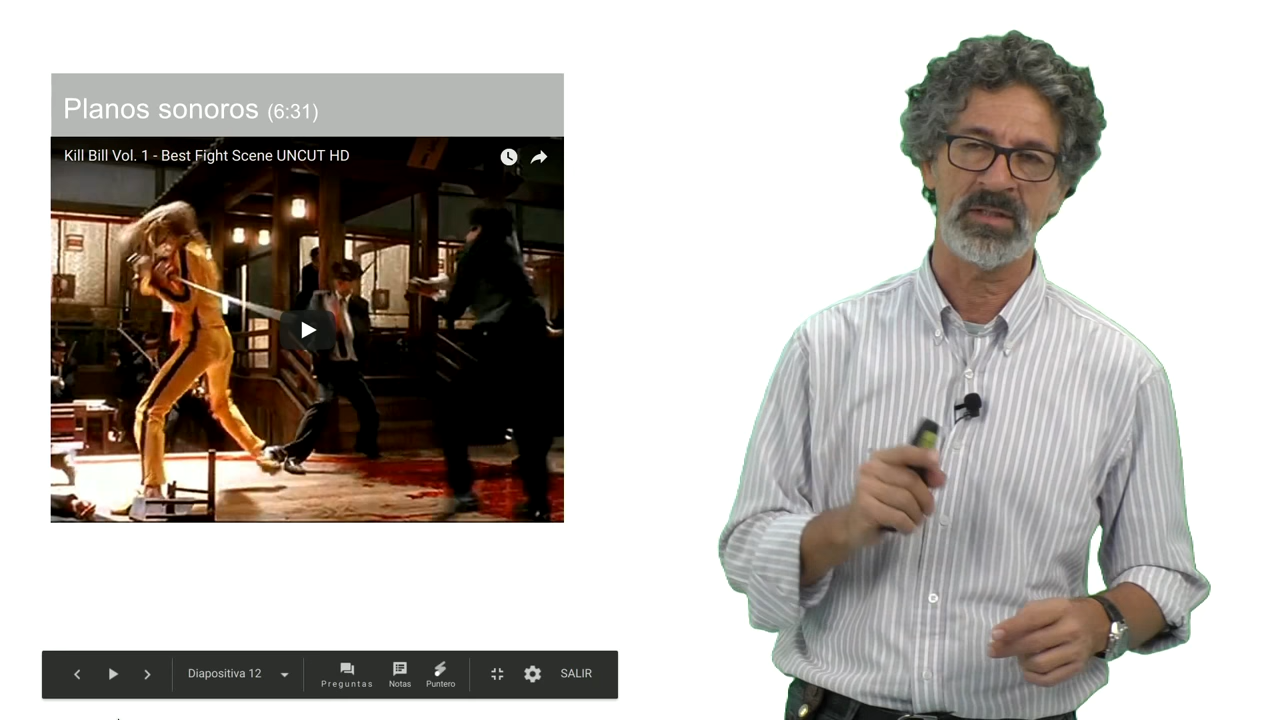 Planos sonoros (6:31)
Kill Bill Vol. 1 - Best Fight Scene UNCUT HD
Diapositiva 12
Preguntas
Notas
Puntero
SALIR